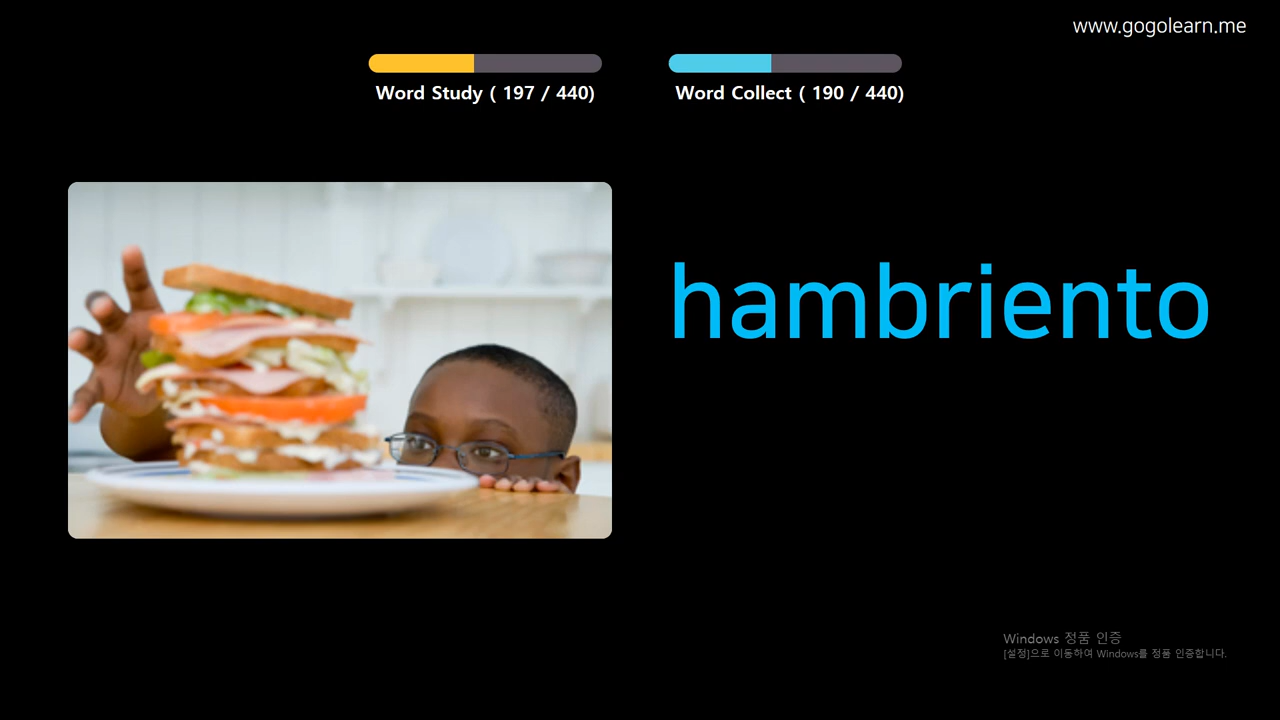 www.gogolearn.me
Word Study ( 197 / 440)
Word Collect ( 190 / 440)
hambriento
Windows 정품 인증
[설정]으로 이동하여 Windows를 정품 인증합니다.